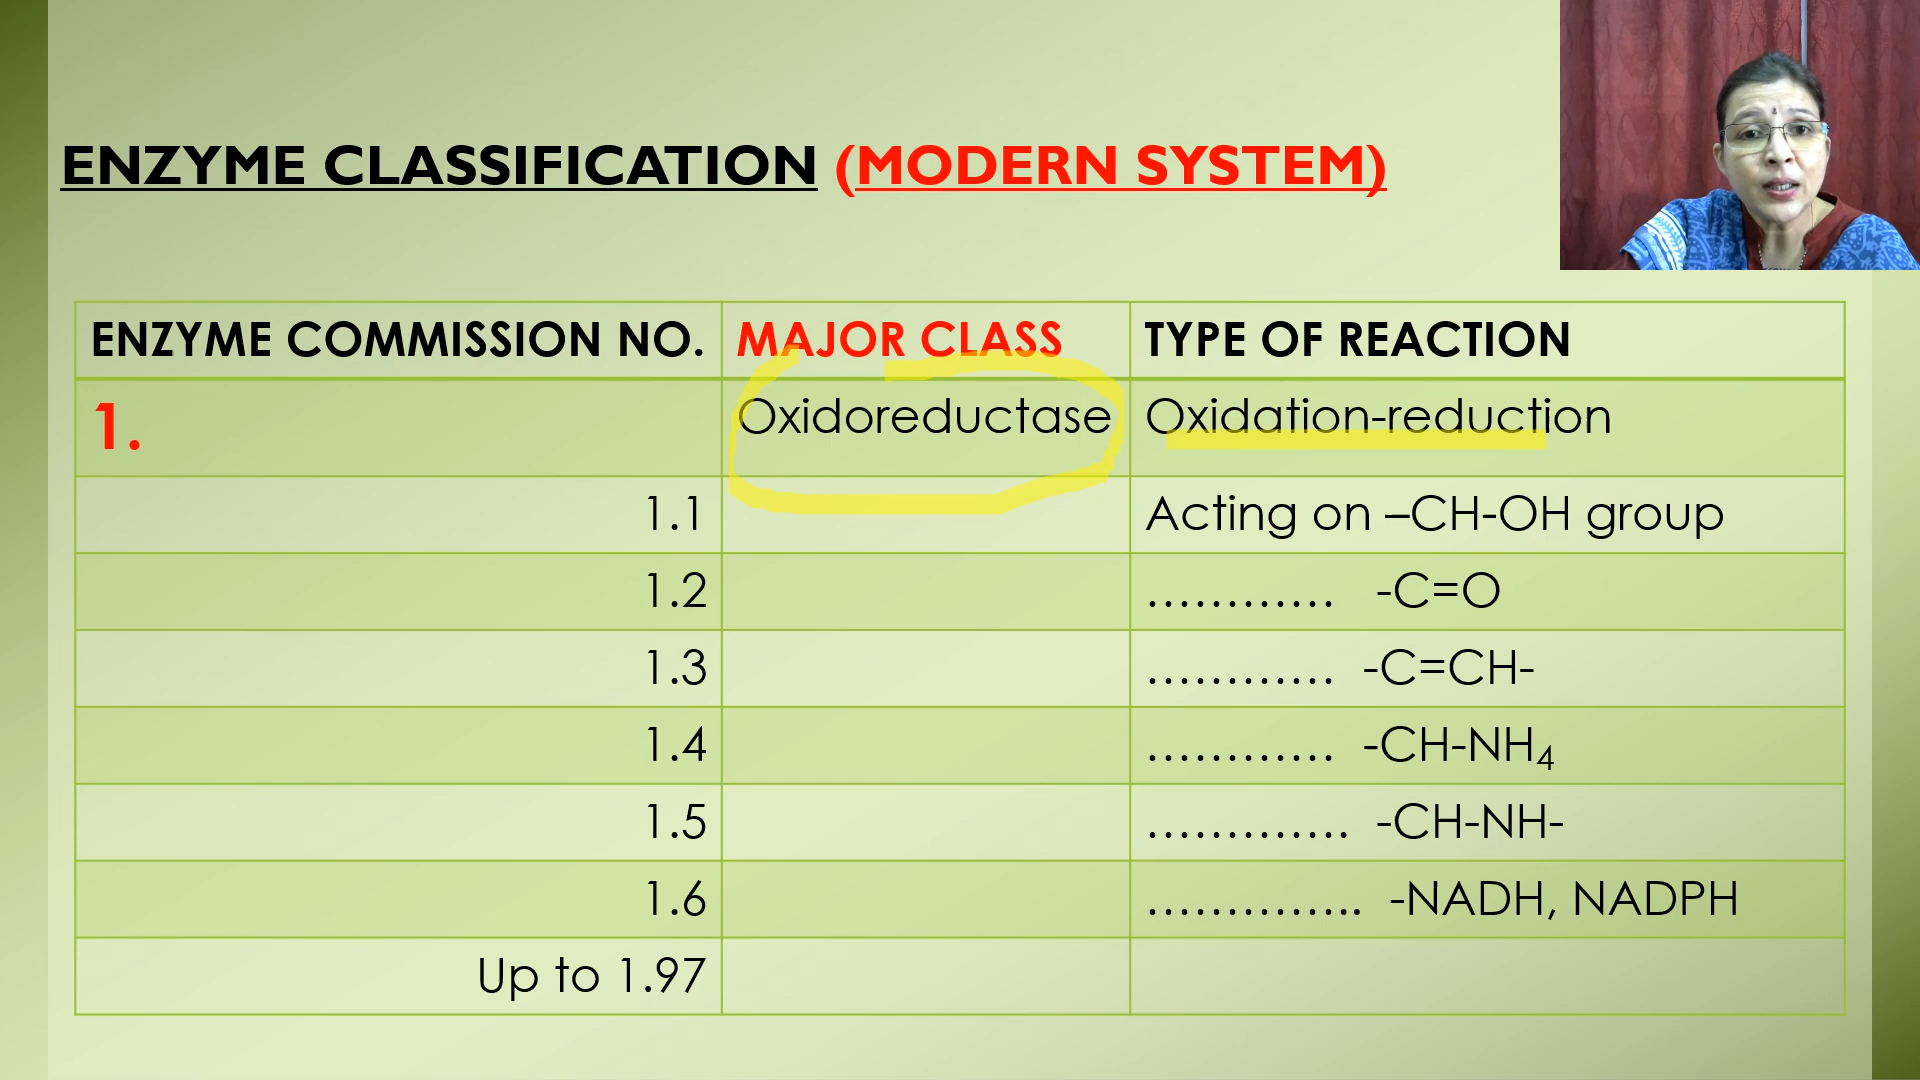 ENZYME CLASSIFICATION (MODERN SYSTEM)
ENZYME COMMISSION NO. MAJOR CLASS TYPE OF REACTION
1. Oxidoreductase Oxidation-reduction
1.1 Acting on –CH-OH group
1.2 ………… -C=O
1.3 ………… -C=CH-
1.4 ………… -CH-NH₄
1.5 …………. -CH-NH-
1.6 ………….. -NADH, NADPH
Up to 1.97